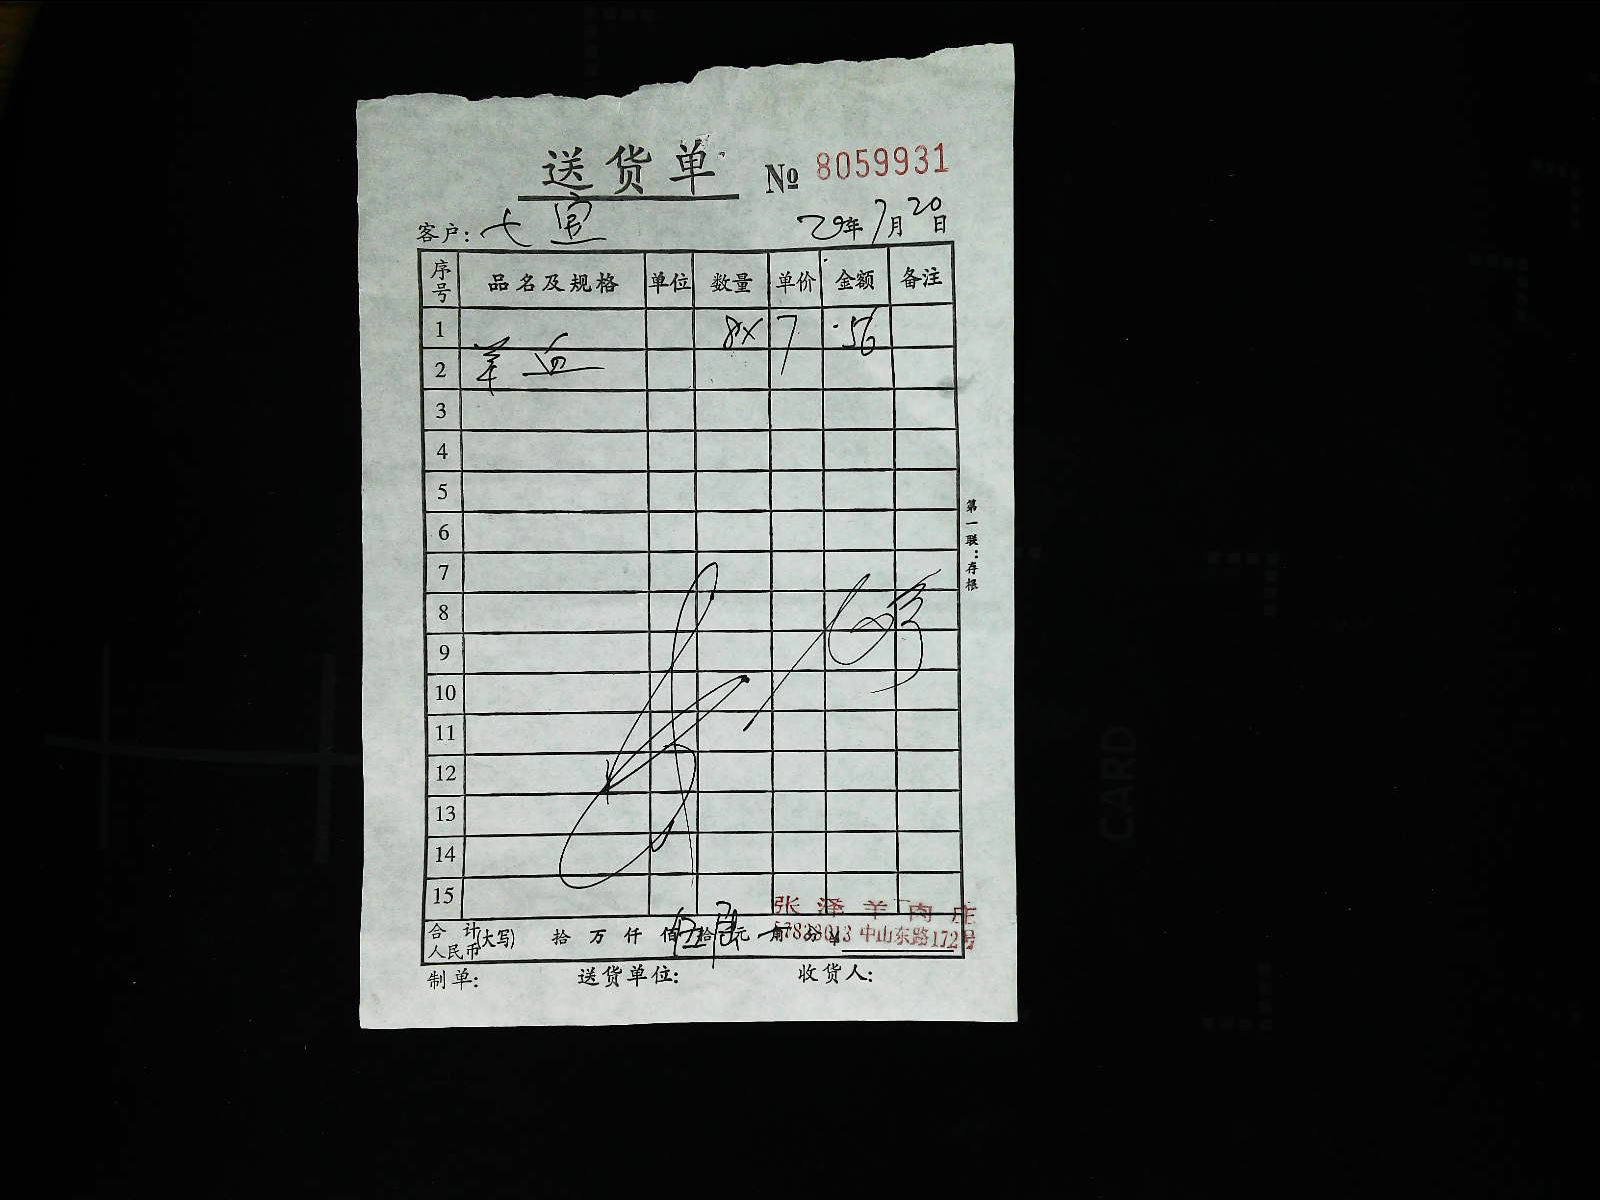 送货单 № 8059931
客户: 七宝 年7月20日
序号 品名及规格 单位 数量 单价 金额 备注
1 8× 7 56
2 羊血
3
4
5
6
7
8
9
10
11
12
13
14
15
第一联:存根
张泽羊肉庄
合计人民币(大写) 拾 万 仟 佰伍拾陆元 角 分 ¥
中山东路172号
制单: 送货单位: 收货人:
CARD